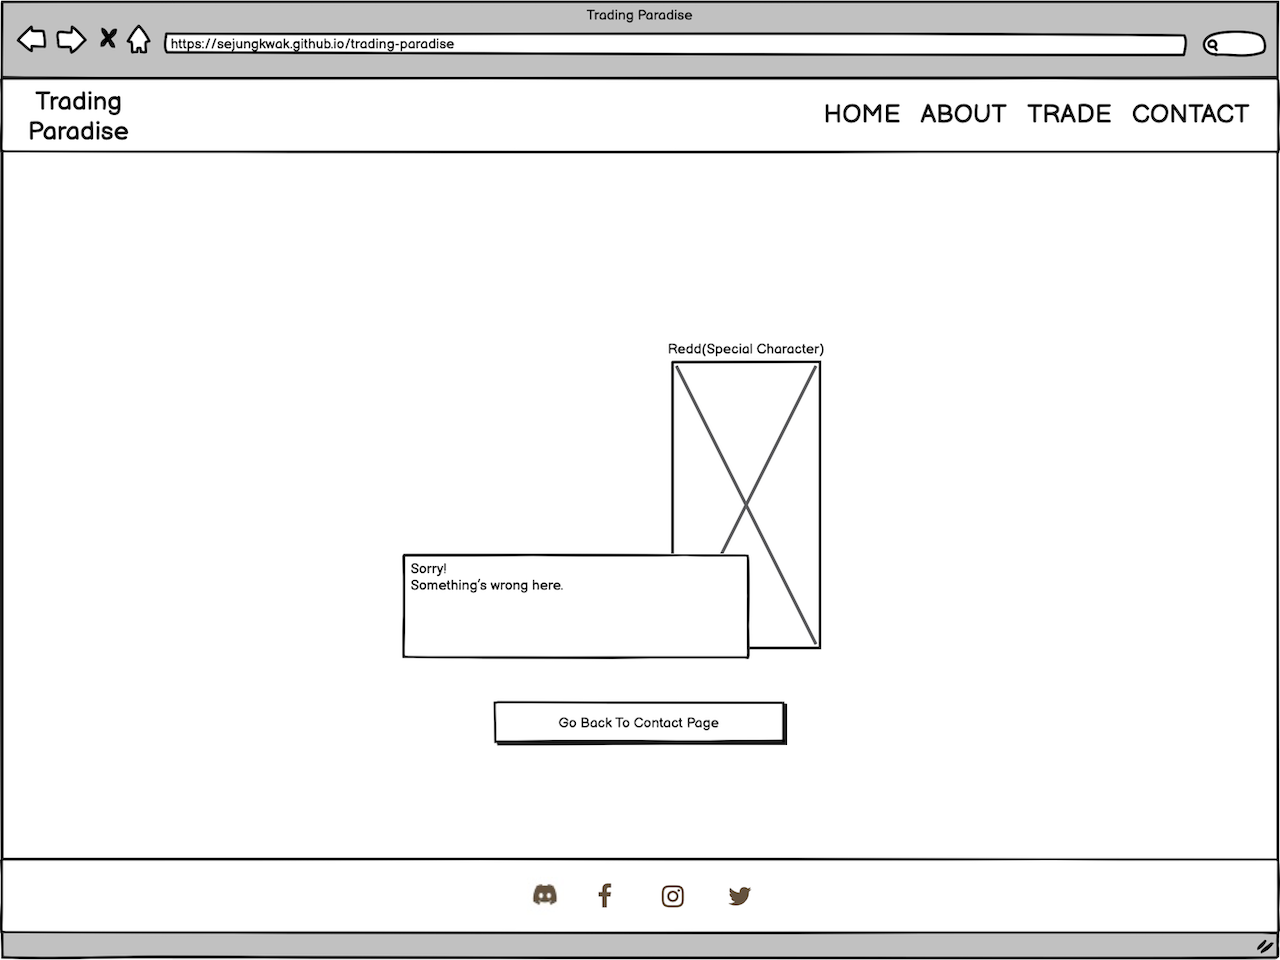 Trading Paradise
https://sejungkwak.github.io/trading-paradise
Trading
Paradise
HOME ABOUT TRADE CONTACT
Redd(Special Character)
Sorry!
Something's wrong here.
Go Back To Contact Page